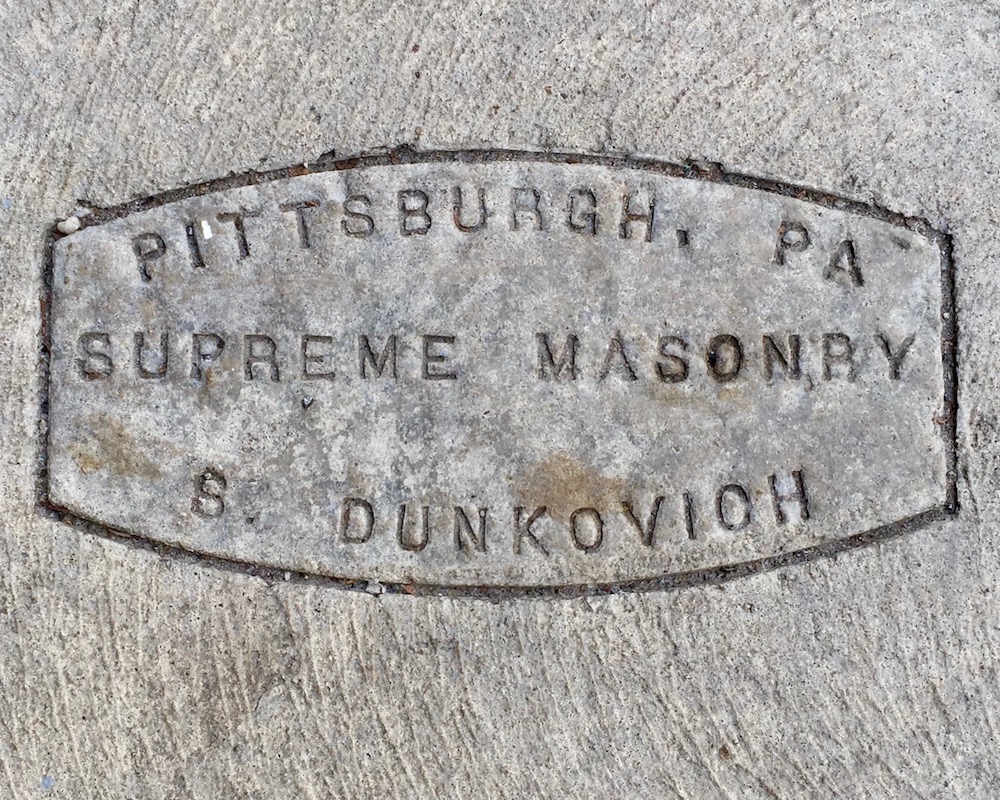 PITTSBURGH, PA
SUPREME MASONRY
S. DUNKOVICH